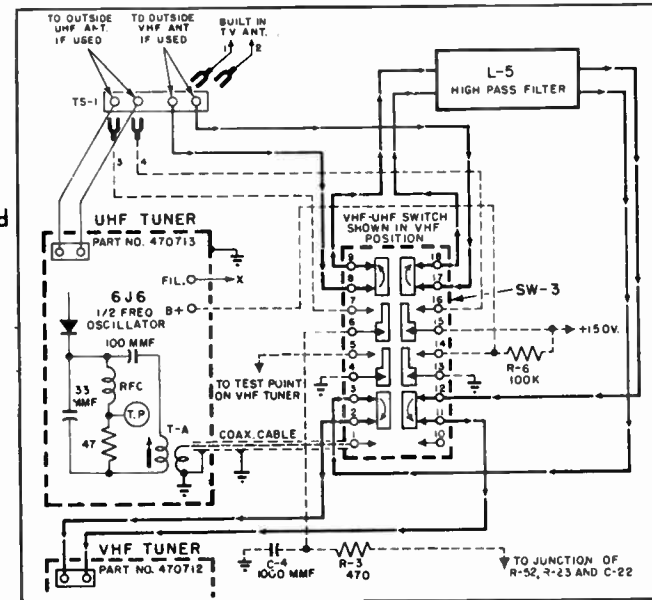 TO OUTSIDE
UHF ANT.
IF USED
TO OUTSIDE
VHF ANT
IF USED
BUILT IN
TV ANT.
1 2
TS-1
3 4
L-5
HIGH PASS FILTER
d
UHF TUNER
PART NO. 470713
FIL. X
B+
6J6
1/2 FREQ
OSCILLATOR
100 MMF
33
MMF
RFC
T.P
47
T-A
COAX. CABLE
VHF-UHF SWITCH
SHOWN IN VHF
POSITION
SW-3
9 18
8 17
7 16
6 15
5 14
4 13
3 12
2 11
1 10
+150V.
R-6
100K
TO TEST POINT
ON VHF TUNER
VHF TUNER
PART NO. 470712
C-4
1000 MMF
R-3
470
TO JUNCTION OF
R-52, R-23 AND C-22